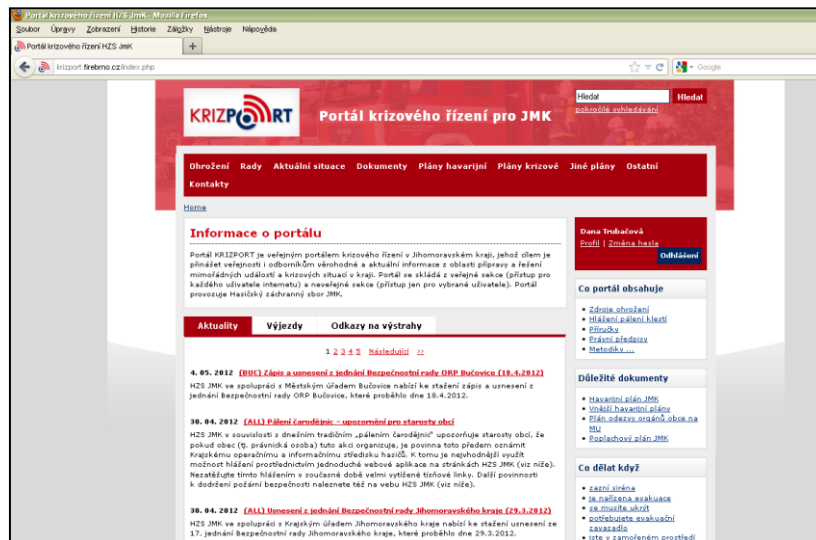 Portál krizového řízení HZS JmK - Mozilla Firefox
Soubor Úpravy Zobrazení Historie Záložky Nástroje Nápověda
Portál krizového řízení HZS JmK +
krizport.firebrno.cz/index.php
Google
KRIZPORT
Portál krizového řízení pro JMK
Hledat Hledat
pokročilé vyhledávání
Ohrožení Rady Aktuální situace Dokumenty Plány havarijní Plány krizové Jiné plány Ostatní
Kontakty
Home
Informace o portálu
Portál KRIZPORT je veřejným portálem krizového řízení v Jihomoravském kraji, jehož cílem je
přinášet veřejnosti i odborníkům věrohodné a aktuální informace z oblasti přípravy a řešení
mimořádných událostí a krizových situací v kraji. Portál se skládá z veřejné sekce (přístup pro
každého uživatele internetu) a neveřejné sekce (přístup jen pro vybrané uživatele). Portál
provozuje Hasičský záchranný sbor JMK.
Aktuality Výjezdy Odkazy na výstrahy
1 2 3 4 5 Následující >>
4. 05. 2012 (BUC) Zápis a usnesení z jednání Bezpečnostní rady ORP Bučovice (18.4.2012)
HZS JMK ve spolupráci s Městským úřadem Bučovice nabízí ke stažení zápis a usnesení z
jednání Bezpečnostní rady ORP Bučovice, které proběhlo dne 18.4.2012.
30. 04. 2012 (ALL) Pálení čarodějnic – upozornění pro starosty obcí
HZS JMK v souvislosti s dnešním tradičním „pálením čarodějnic" upozorňuje starosty obcí, že
pokud obec (tj. právnická osoba) tuto akci organizuje, je povinna toto předem oznámit
Krajskému operačnímu a informačnímu středisku hasičů. K tomu je nejvhodnější využít
možnost hlášení prostřednictvím jednoduché webové aplikace na stránkách HZS JMK (viz níže).
Nezatěžujte tímto hlášením v současné době velmi vytížené tísňové linky. Další povinnosti
k dodržení požární bezpečnosti naleznete též na webu HZS JMK (viz níže).
30. 04. 2012 (ALL) Usnesení z jednání Bezpečnostní rady Jihomoravského kraje (29.3.2012)
HZS JMK ve spolupráci s Krajským úřadem Jihomoravského kraje nabízí ke stažení usnesení ze
17. jednání Bezpečnostní rady Jihomoravského kraje, které proběhlo dne 29.3.2012.
Dana Trubačová
Profil | Změna hesla
Odhlášení
Co portál obsahuje
Zdroje ohrožení
Hlášení pálení klestí
Příručky
Právní předpisy
Metodiky ...
Důležité dokumenty
Havarijní plán JMK
Vnější havarijní plány
Plán odezvy orgánů obce na
MU
Poplachový plán JMK
Co dělat když
zazní siréna
je nařízena evakuace
se musíte ukrýt
potřebujete evakuační
zavazadlo
jste v zamořeném prostředí